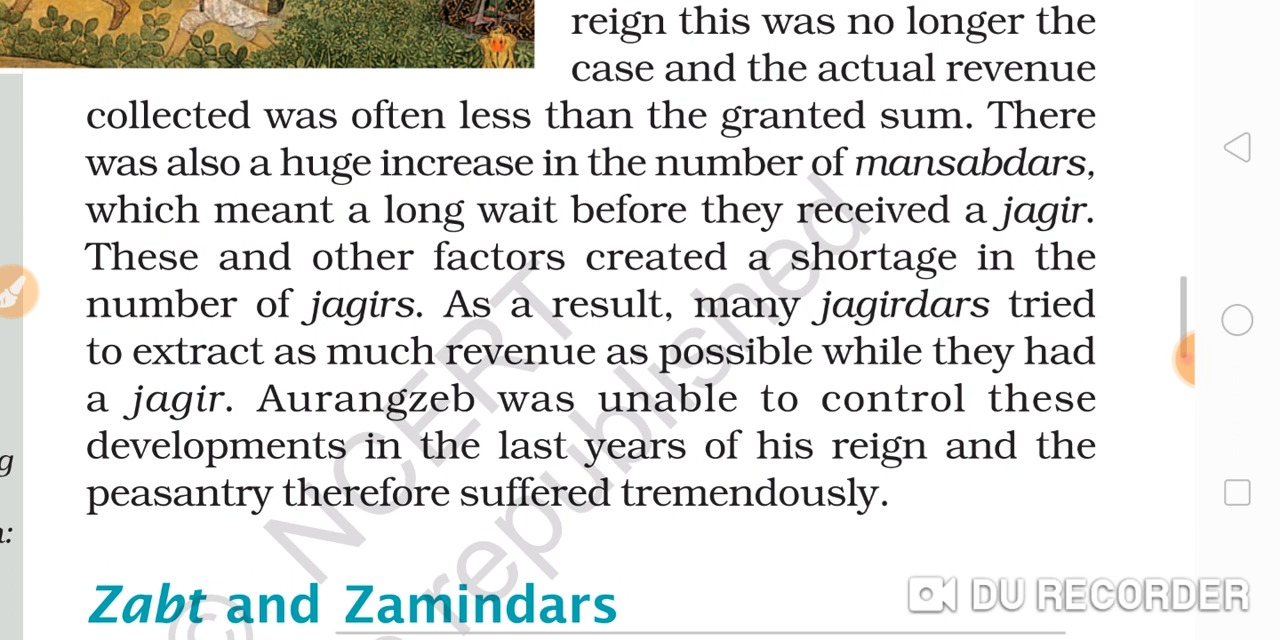 reign this was no longer the
case and the actual revenue
collected was often less than the granted sum. There
was also a huge increase in the number of mansabdars,
which meant a long wait before they received a jagir.
These and other factors created a shortage in the
number of jagirs. As a result, many jagirdars tried
to extract as much revenue as possible while they had
a jagir. Aurangzeb was unable to control these
developments in the last years of his reign and the
g
peasantry therefore suffered tremendously.
:
Zabt and Zamindars
© NCERT
republished
DU RECORDER